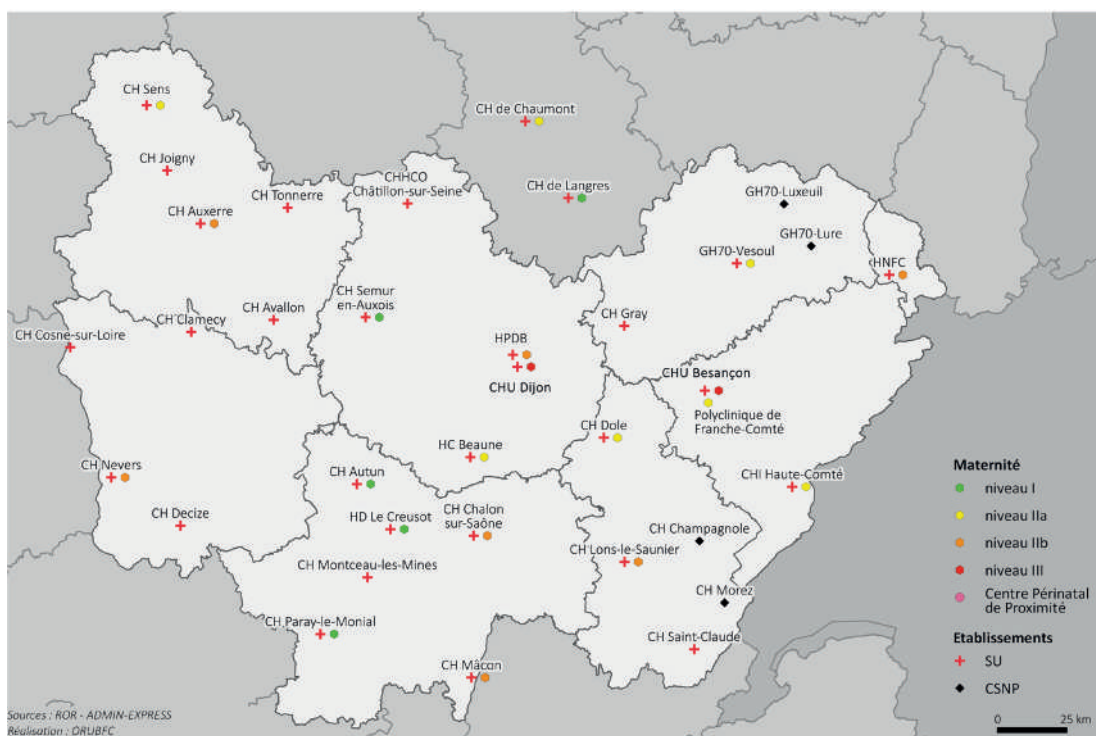 CH Sens
CH de Chaumont
CH Joigny
CHHCO
Châtillon-sur-Seine
CH de Langres
GH70-Luxeuil
CH Tonnerre
CH Auxerre
GH70-Lure
GH70-Vesoul
HNFC
CH Semur
en-Auxois
CH Avallon
CH Clamecy
CH Gray
CH Cosne-sur-Loire
HPDB
CHU Dijon
CHU Besançon
Polyclinique de
Franche-Comté
CH Dole
HC Beaune
CH Nevers
CH Autun
CHI Haute-Comté
CH Decize
HD Le Creusot
CH Chalon
sur-Saône
CH Champagnole
CH Lons-le-Saunier
CH Montceau-les-Mines
CH Morez
CH Paray-le-Monial
CH Saint-Claude
CH Mâcon
Maternité
niveau I
niveau IIa
niveau IIb
niveau III
Centre Périnatal
de Proximité
Etablissements
SU
CSNP
0 25 km
Sources : ROR - ADMIN-EXPRESS
Réalisation : ORUBFC